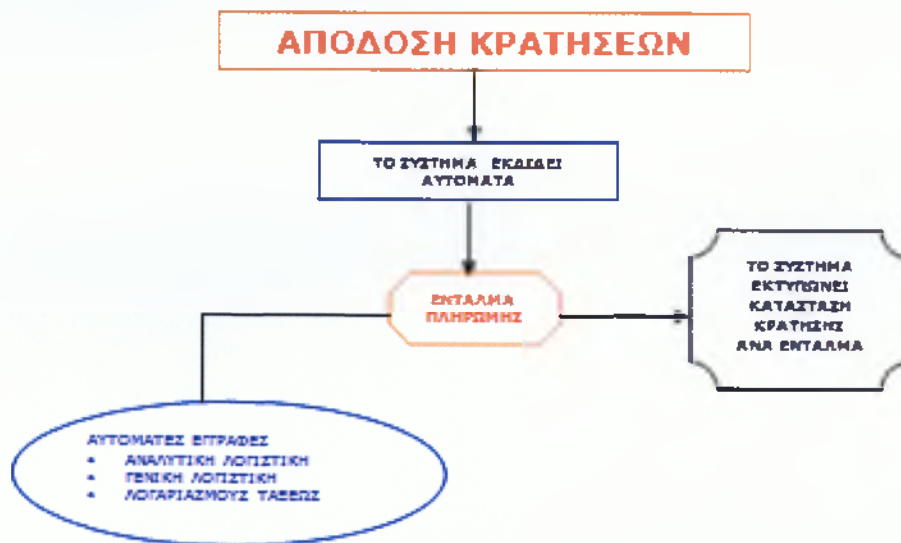 ΑΠΟΔΟΣΗ ΚΡΑΤΗΣΕΩΝ
ΤΟ ΣΥΣΤΗΜΑ ΕΚΔΙΔΕΙ
ΑΥΤΟΜΑΤΑ
ΕΝΤΑΛΜΑ
ΠΛΗΡΩΜΗΣ
ΤΟ ΣΥΣΤΗΜΑ
ΕΚΤΥΠΩΝΕΙ
ΚΑΤΑΣΤΑΣΗ
ΚΡΑΤΗΣΗΣ
ΑΝΑ ΕΝΤΑΛΜΑ
ΑΥΤΟΜΑΤΕΣ ΕΓΓΡΑΦΕΣ
• ΑΝΑΛΥΤΙΚΗ ΛΟΓΙΣΤΙΚΗ
• ΓΕΝΙΚΗ ΛΟΓΙΣΤΙΚΗ
• ΛΟΓΑΡΙΑΣΜΟΥΣ ΤΑΞΕΩΣ